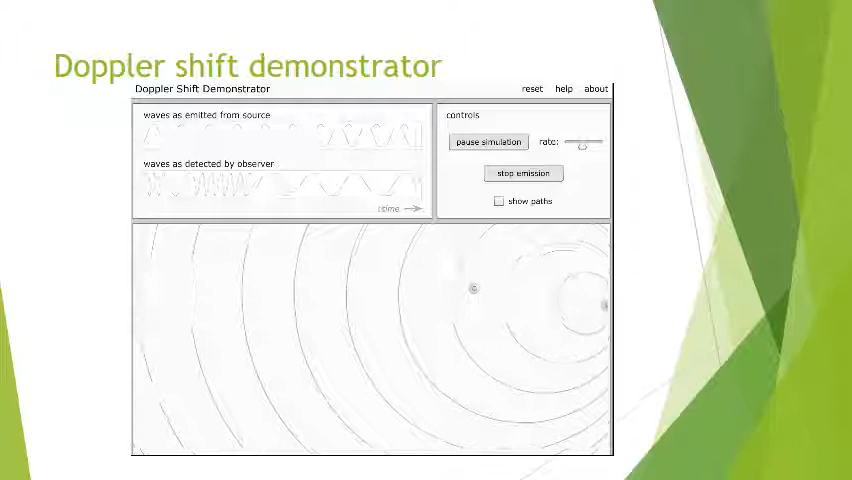 Doppler shift demonstrator
Doppler Shift Demonstrator
reset help about
waves as emitted from source
waves as detected by observer
time
controls
pause simulation
rate:
stop emission
show paths